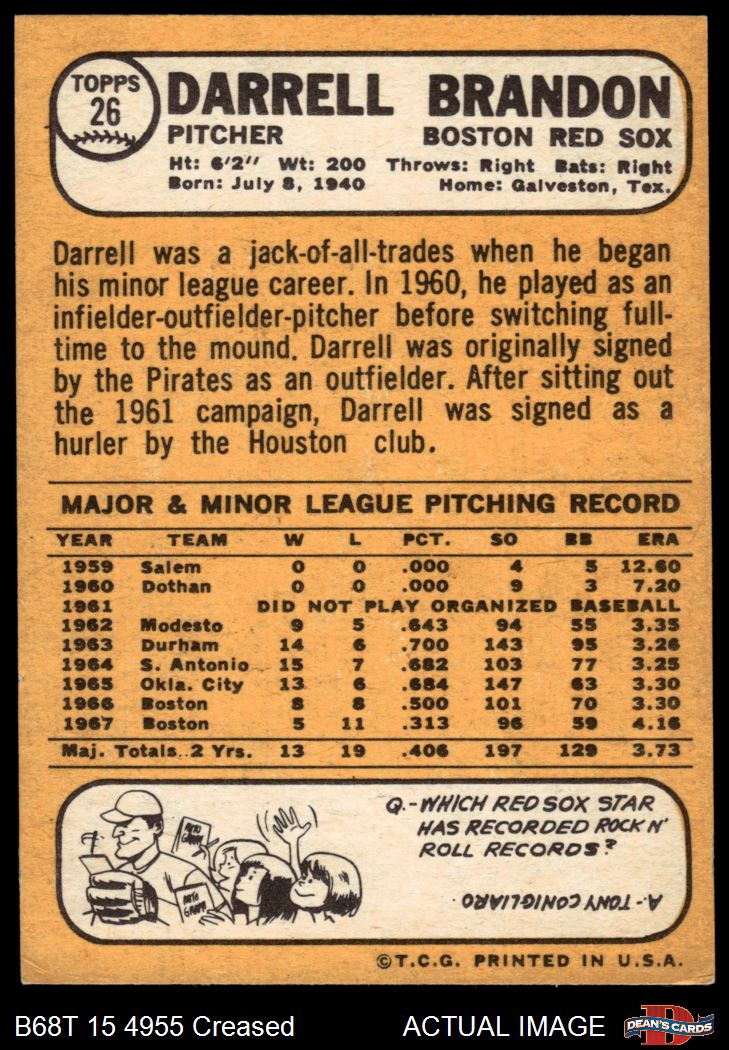 TOPPS
26
DARRELL BRANDON
PITCHER BOSTON RED SOX
Ht: 6'2" Wt: 200 Throws: Right Bats: Right
Born: July 8, 1940 Home: Galveston, Tex.
Darrell was a jack-of-all-trades when he began
his minor league career. In 1960, he played as an
infielder-outfielder-pitcher before switching full-
time to the mound. Darrell was originally signed
by the Pirates as an outfielder. After sitting out
the 1961 campaign, Darrell was signed as a
hurler by the Houston club.
MAJOR & MINOR LEAGUE PITCHING RECORD
YEAR TEAM W L PCT. SO BB ERA
1959 Salem 0 0 .000 4 5 12.60
1960 Dothan 0 0 .000 9 3 7.20
1961 DID NOT PLAY ORGANIZED BASEBALL
1962 Modesto 9 5 .643 94 55 3.35
1963 Durham 14 6 .700 143 95 3.26
1964 S. Antonio 15 7 .682 103 77 3.25
1965 Okla. City 13 6 .684 147 63 3.30
1966 Boston 8 8 .500 101 70 3.30
1967 Boston 5 11 .313 96 59 4.16
Maj. Totals..2 Yrs. 13 19 .406 197 129 3.73
AUTO
GRAPH
AUTO
GRAPH
Q.-WHICH RED SOX STAR
HAS RECORDED ROCK N'
ROLL RECORDS?
A.-TONY CONIGLIARO.
©T.C.G. PRINTED IN U.S.A.
B68T 15 4955 Creased ACTUAL IMAGE
D
DEAN'S CARDS